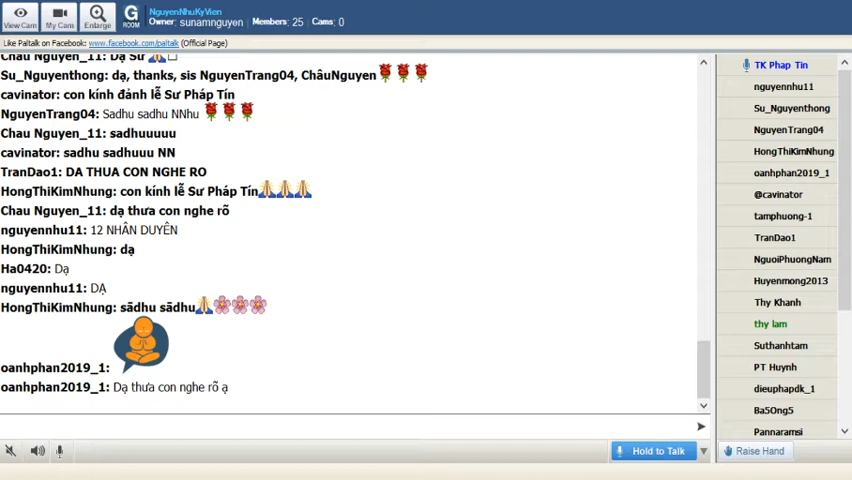 View Cam
My Cam
Enlarge
G
ROOM
NguyenNhuKyVien
Owner: sunamnguyen Members: 25 Cams: 0
Like Paltalk on Facebook: www.facebook.com/paltalk (Official Page)
Chau Nguyen_11: Dạ Sư
Su_Nguyenthong: dạ, thanks, sis NguyenTrang04, ChâuNguyen
cavinator: con kính đảnh lễ Sư Pháp Tín
NguyenTrang04: Sadhu sadhu NNhu
Chau Nguyen_11: sadhuuuuu
cavinator: sadhu sadhuuu NN
TranDao1: DA THUA CON NGHE RO
HongThiKimNhung: con kính lễ Sư Pháp Tín
Chau Nguyen_11: dạ thưa con nghe rõ
nguyennhu11: 12 NHÂN DUYÊN
HongThiKimNhung: dạ
Ha0420: Dạ
nguyennhu11: DẠ
HongThiKimNhung: sādhu sādhu
oanhphan2019_1:
oanhphan2019_1: Dạ thưa con nghe rõ ạ
TK Phap Tin
nguyennhu11
Su_Nguyenthong
NguyenTrang04
HongThiKimNhung
oanhphan2019_1
@cavinator
tamphuong-1
TranDao1
NguoiPhuongNam
Huyenmong2013
Thy Khanh
thy lam
Suthanhtam
PT Huynh
dieuphapdk_1
Ba5Ong5
Pannaramsi
Hold to Talk
Raise Hand